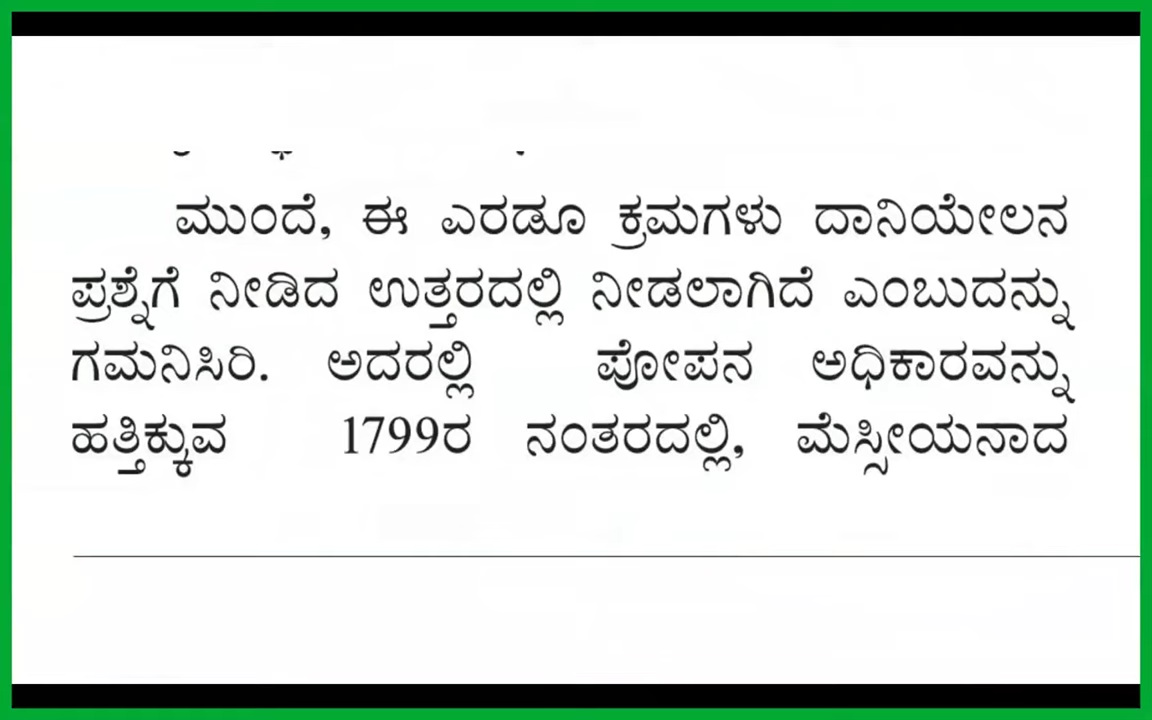 ಮುಂದೆ, ಈ ಎರಡೂ ಕ್ರಮಗಳು ದಾನಿಯೇಲನ
ಪ್ರಶ್ನೆಗೆ ನೀಡಿದ ಉತ್ತರದಲ್ಲಿ ನೀಡಲಾಗಿದೆ ಎಂಬುದನ್ನು
ಗಮನಿಸಿರಿ. ಅದರಲ್ಲಿ ಪೋಪನ ಅಧಿಕಾರವನ್ನು
ಹತ್ತಿಕ್ಕುವ 1799ರ ನಂತರದಲ್ಲಿ, ಮೆಸ್ಸೀಯನಾದ